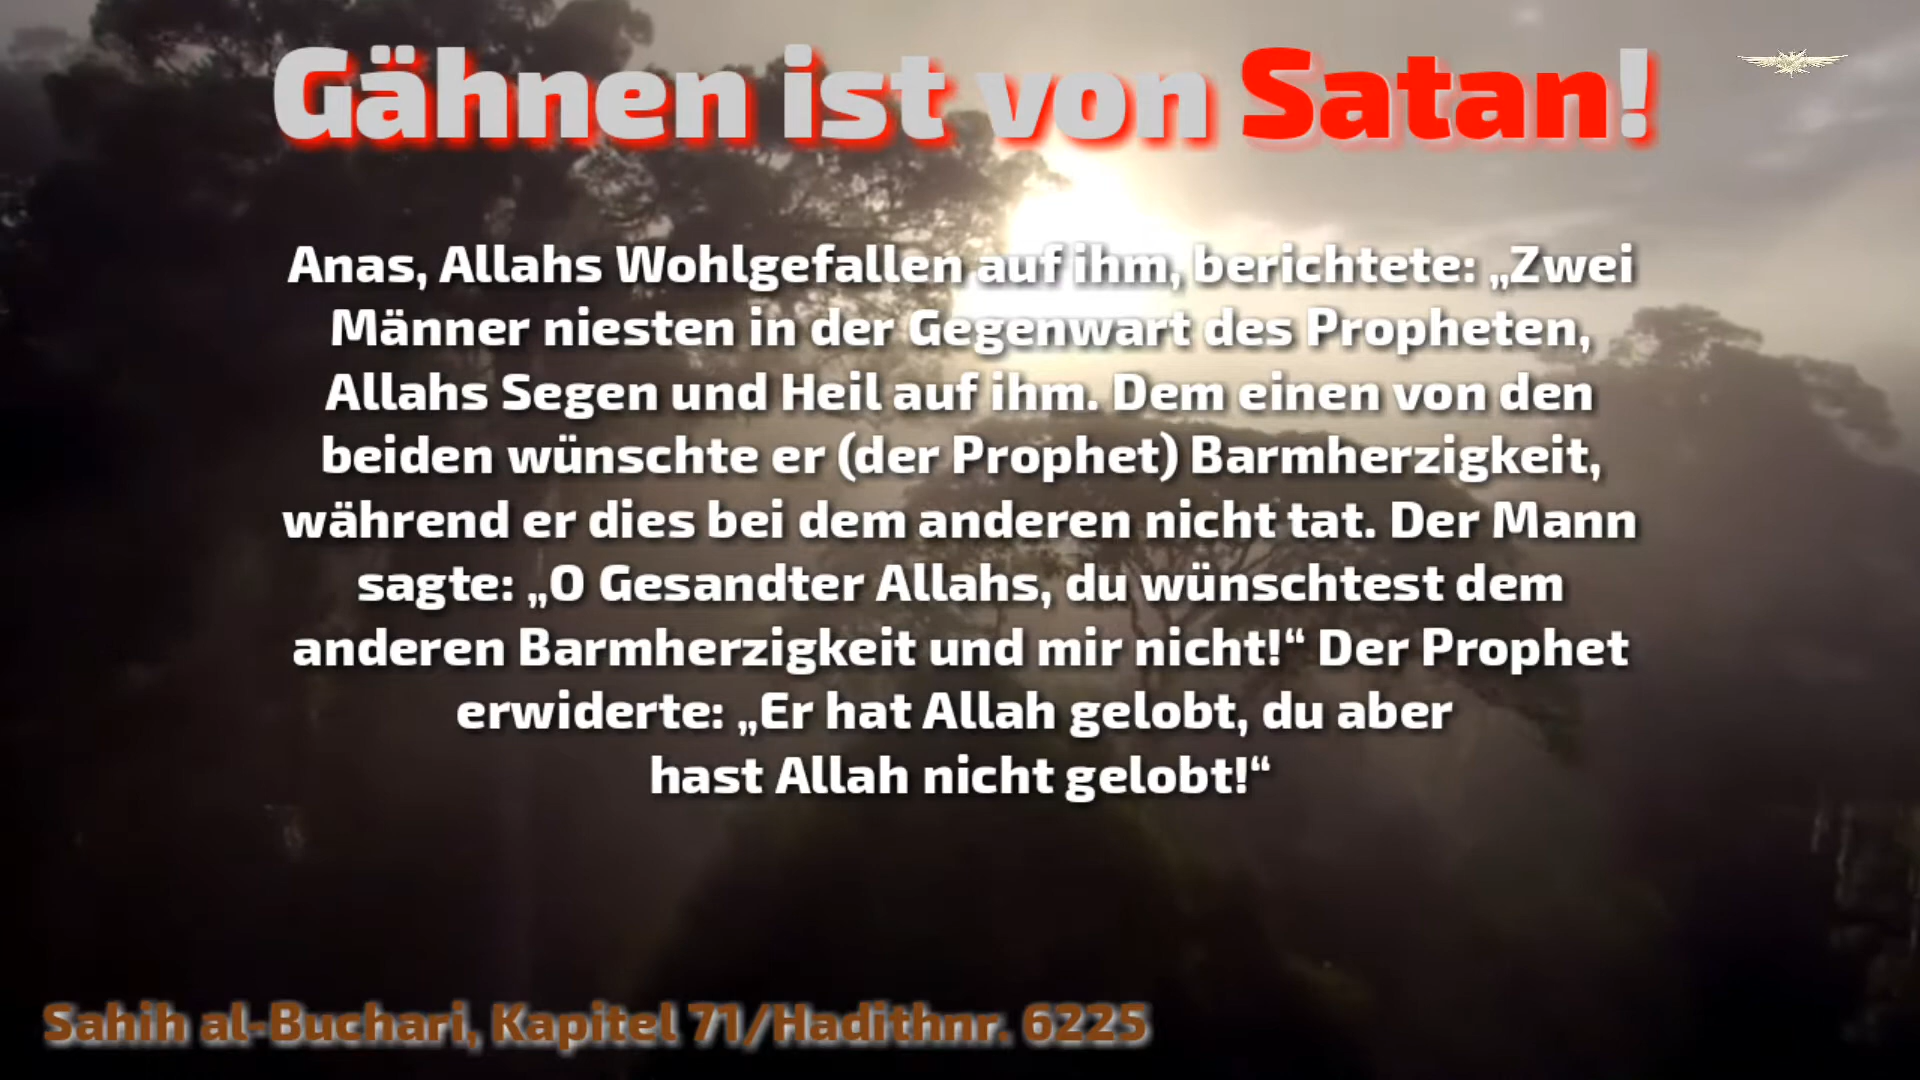 Gähnen ist von Satan!
Anas, Allahs Wohlgefallen auf ihm, berichtete: „Zwei
Männer niesten in der Gegenwart des Propheten,
Allahs Segen und Heil auf ihm. Dem einen von den
beiden wünschte er (der Prophet) Barmherzigkeit,
während er dies bei dem anderen nicht tat. Der Mann
sagte: „O Gesandter Allahs, du wünschtest dem
anderen Barmherzigkeit und mir nicht!“ Der Prophet
erwiderte: „Er hat Allah gelobt, du aber
hast Allah nicht gelobt!“
Sahih al-Buchari, Kapitel 71/Hadithnr. 6225